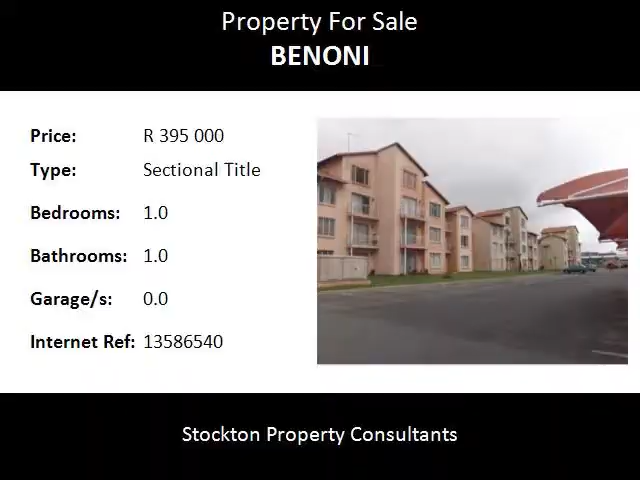 Property For Sale
BENONI
Price: R 395 000
Type: Sectional Title
Bedrooms: 1.0
Bathrooms: 1.0
Garage/s: 0.0
Internet Ref: 13586540
Stockton Property Consultants